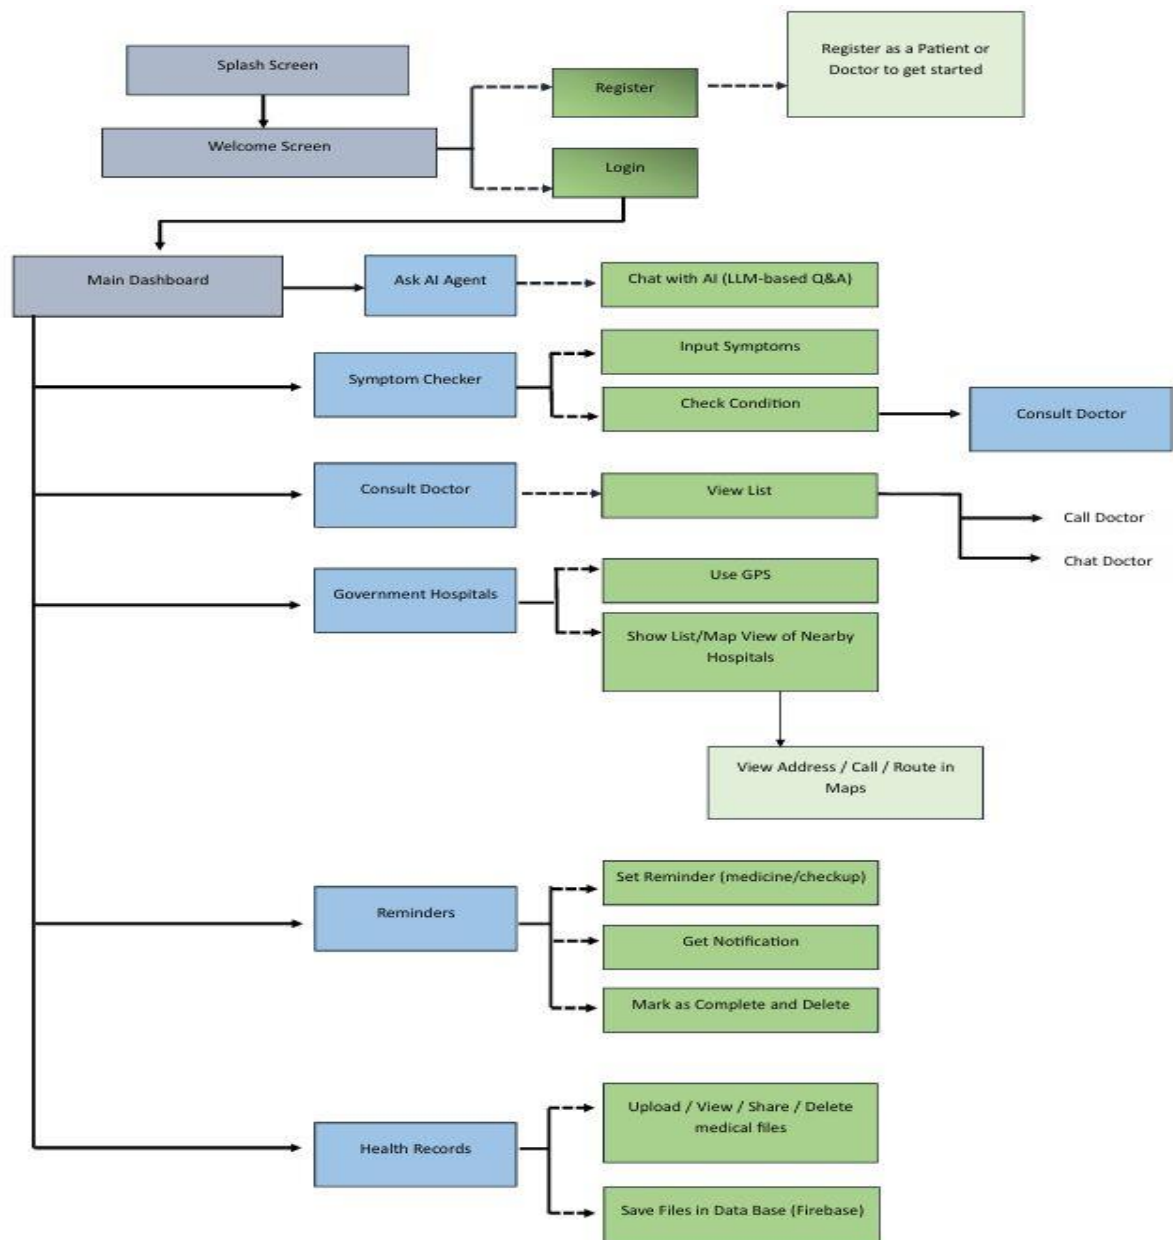 Splash Screen
Welcome Screen
Register
Register as a Patient or
Doctor to get started
Login
Main Dashboard
Ask AI Agent
Chat with AI (LLM-based Q&A)
Symptom Checker
Input Symptoms
Check Condition
Consult Doctor
Consult Doctor
View List
Call Doctor
Chat Doctor
Government Hospitals
Use GPS
Show List/Map View of Nearby
Hospitals
View Address / Call / Route in
Maps
Reminders
Set Reminder (medicine/checkup)
Get Notification
Mark as Complete and Delete
Health Records
Upload / View / Share / Delete
medical files
Save Files in Data Base (Firebase)